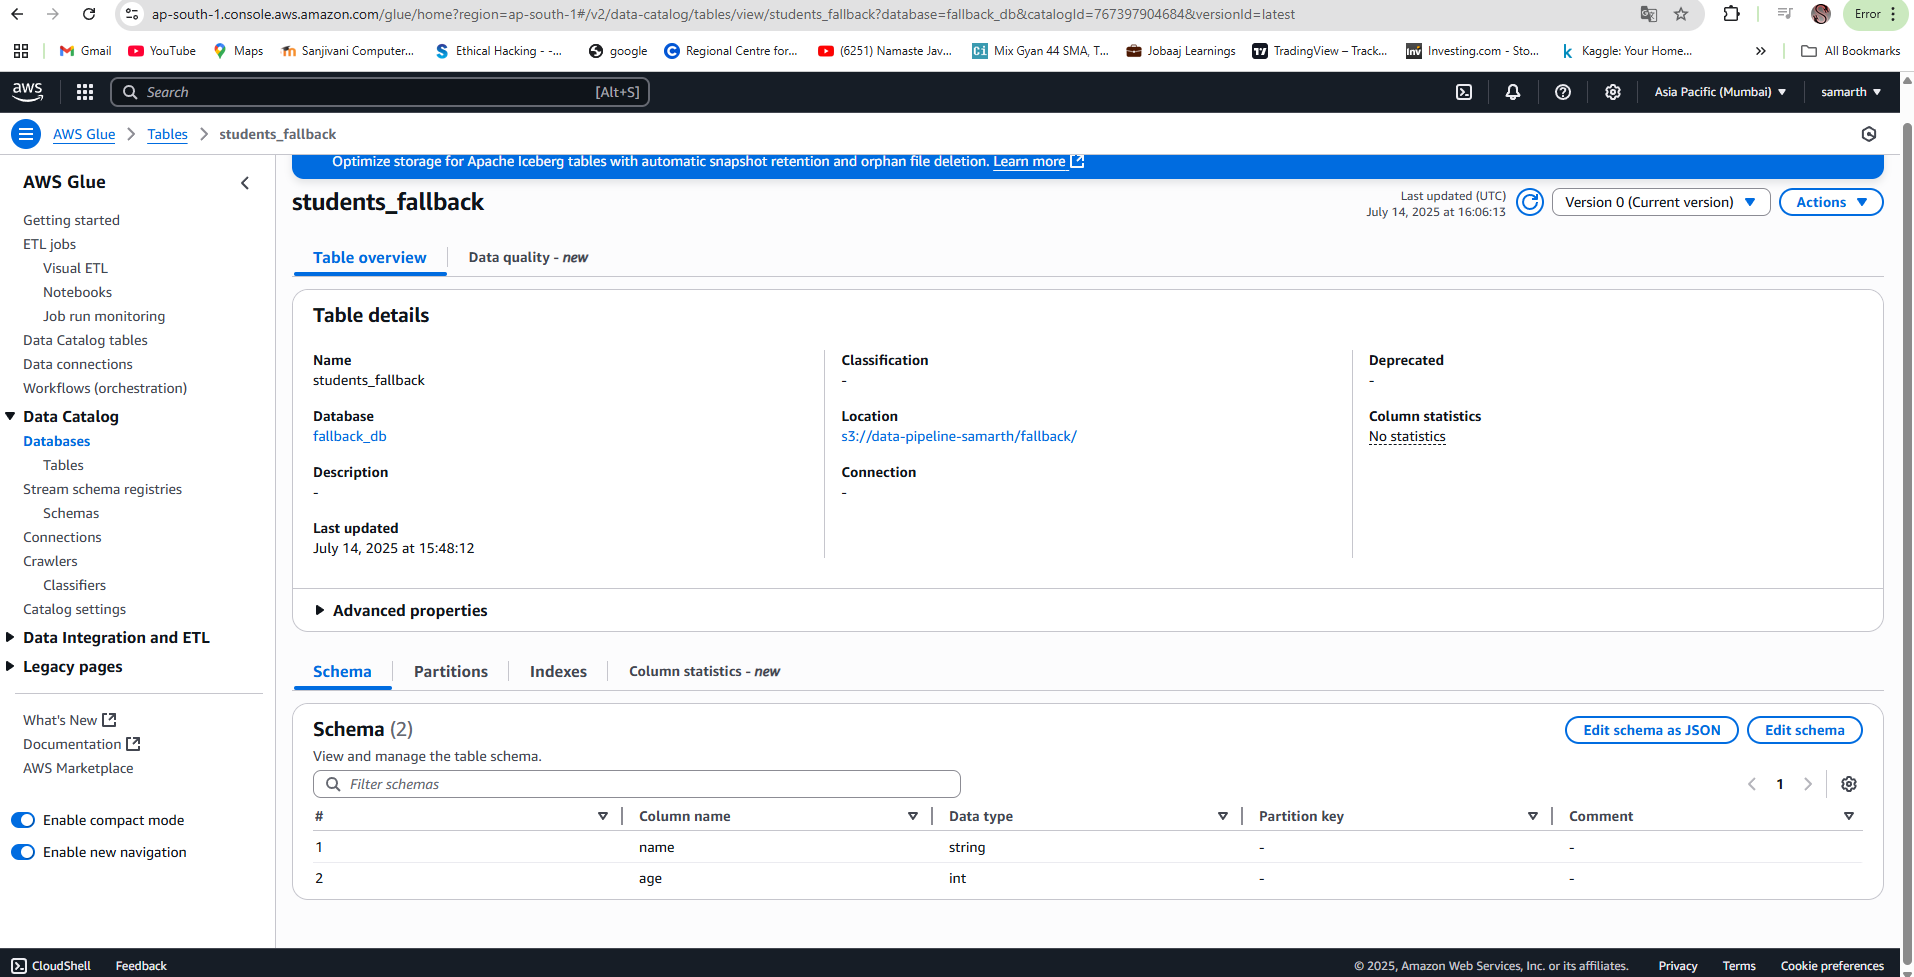 ap-south-1.console.aws.amazon.com/glue/home?region=ap-south-1#/v2/data-catalog/tables/view/students_fallback?database=fallback_db&catalogId=767397904684&versionId=latest
Error
Gmail
YouTube
Maps
Sanjivani Computer...
Ethical Hacking - -...
google
Regional Centre for...
(6251) Namaste Jav...
Mix Gyan 44 SMA, T...
Jobaaj Learnings
TradingView – Track...
Investing.com - Sto...
Kaggle: Your Home...
All Bookmarks
aws
Search
[Alt+S]
Asia Pacific (Mumbai)
samarth
AWS Glue
Tables
students_fallback
AWS Glue
Getting started
ETL jobs
Visual ETL
Notebooks
Job run monitoring
Data Catalog tables
Data connections
Workflows (orchestration)
Data Catalog
Databases
Tables
Stream schema registries
Schemas
Connections
Crawlers
Classifiers
Catalog settings
Data Integration and ETL
Legacy pages
What's New
Documentation
AWS Marketplace
Enable compact mode
Enable new navigation
Optimize storage for Apache Iceberg tables with automatic snapshot retention and orphan file deletion. Learn more
students_fallback
Last updated (UTC)
July 14, 2025 at 16:06:13
Version 0 (Current version)
Actions
Table overview
Data quality - new
Table details
Name
students_fallback
Database
fallback_db
Description
-
Last updated
July 14, 2025 at 15:48:12
Classification
-
Location
s3://data-pipeline-samarth/fallback/
Connection
-
Deprecated
-
Column statistics
No statistics
Advanced properties
Schema
Partitions
Indexes
Column statistics - new
Schema (2)
View and manage the table schema.
Edit schema as JSON
Edit schema
Filter schemas
1
# Column name Data type Partition key Comment
1 name string - -
2 age int - -
CloudShell
Feedback
© 2025, Amazon Web Services, Inc. or its affiliates.
Privacy
Terms
Cookie preferences